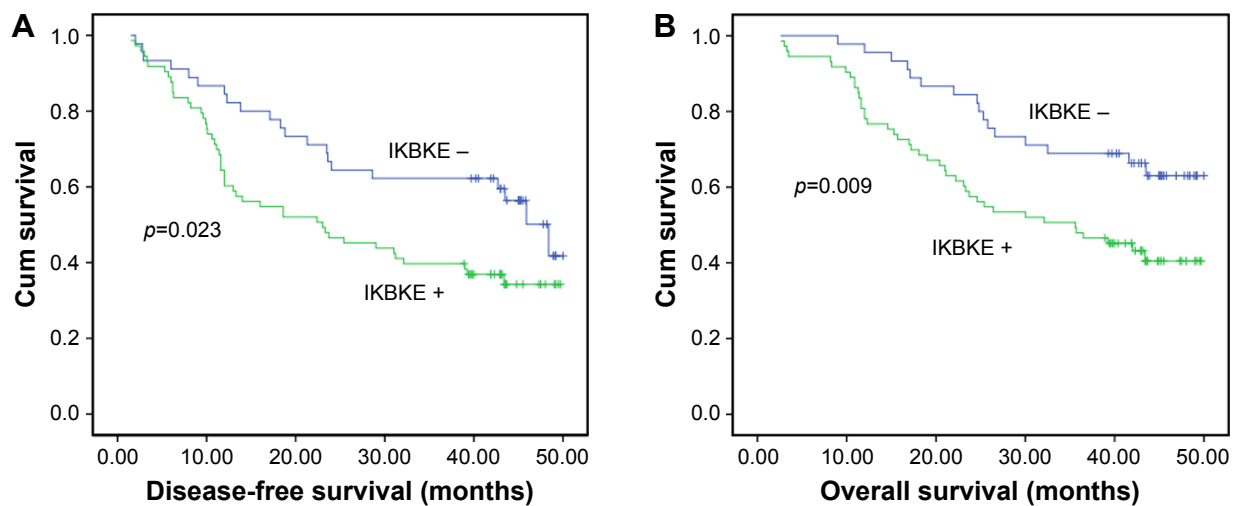 A
Cum survival
1.0
0.8
0.6
0.4
0.2
0.0
IKBKE –
p=0.023
IKBKE +
0.00 10.00 20.00 30.00 40.00 50.00
Disease-free survival (months)
B
Cum survival
1.0
0.8
0.6
0.4
0.2
0.0
IKBKE –
p=0.009
IKBKE +
0.00 10.00 20.00 30.00 40.00 50.00
Overall survival (months)